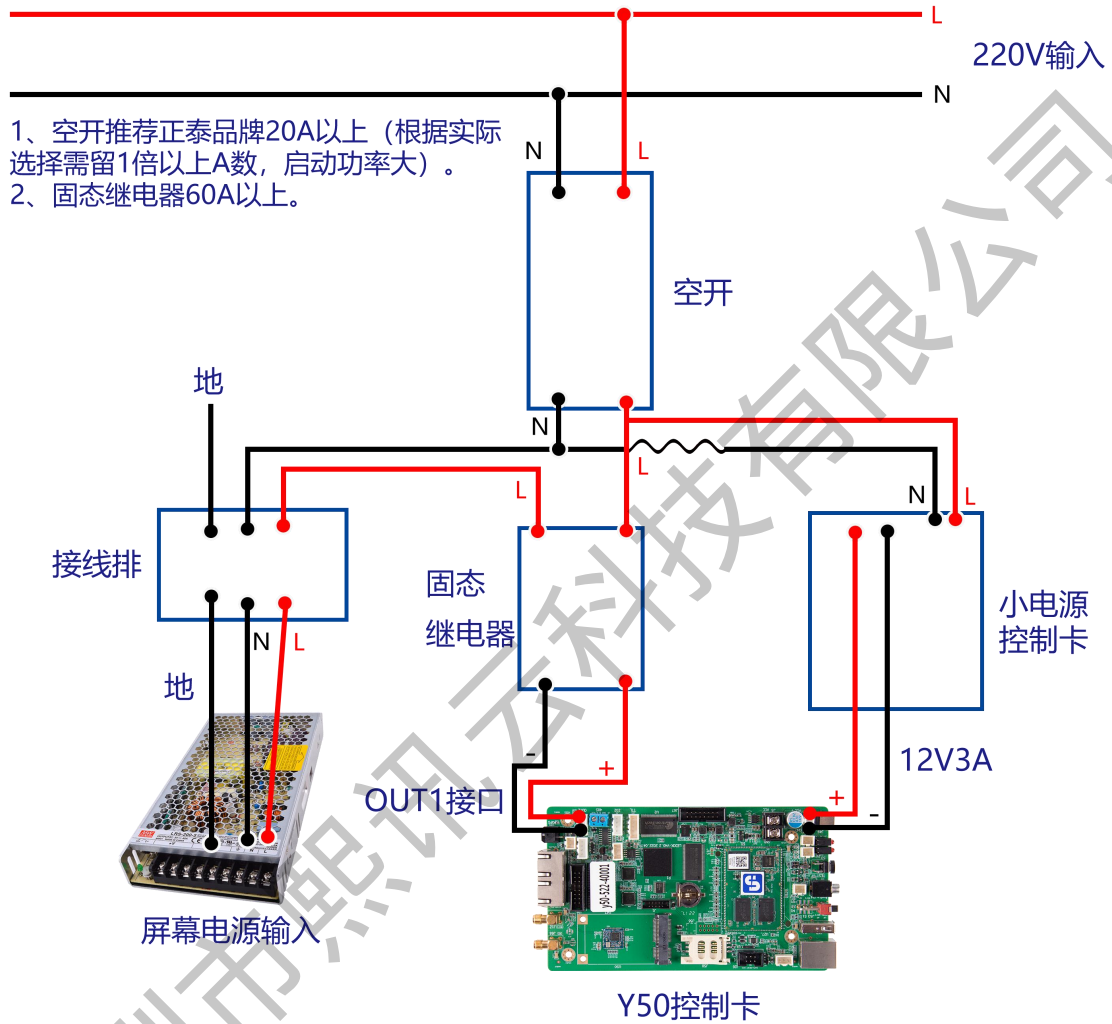 L
220V输入
N
1、空开推荐正泰品牌20A以上（根据实际
选择需留1倍以上A数，启动功率大）。
2、固态继电器60A以上。
N
L
空开
地
N
L
L
N
L
接线排
固态
继电器
小电源
控制卡
N
L
地
-
+
12V3A
OUT1接口
+
-
y50-522-40001
屏幕电源输入
Y50控制卡
圳市熙讯云科技有限公司